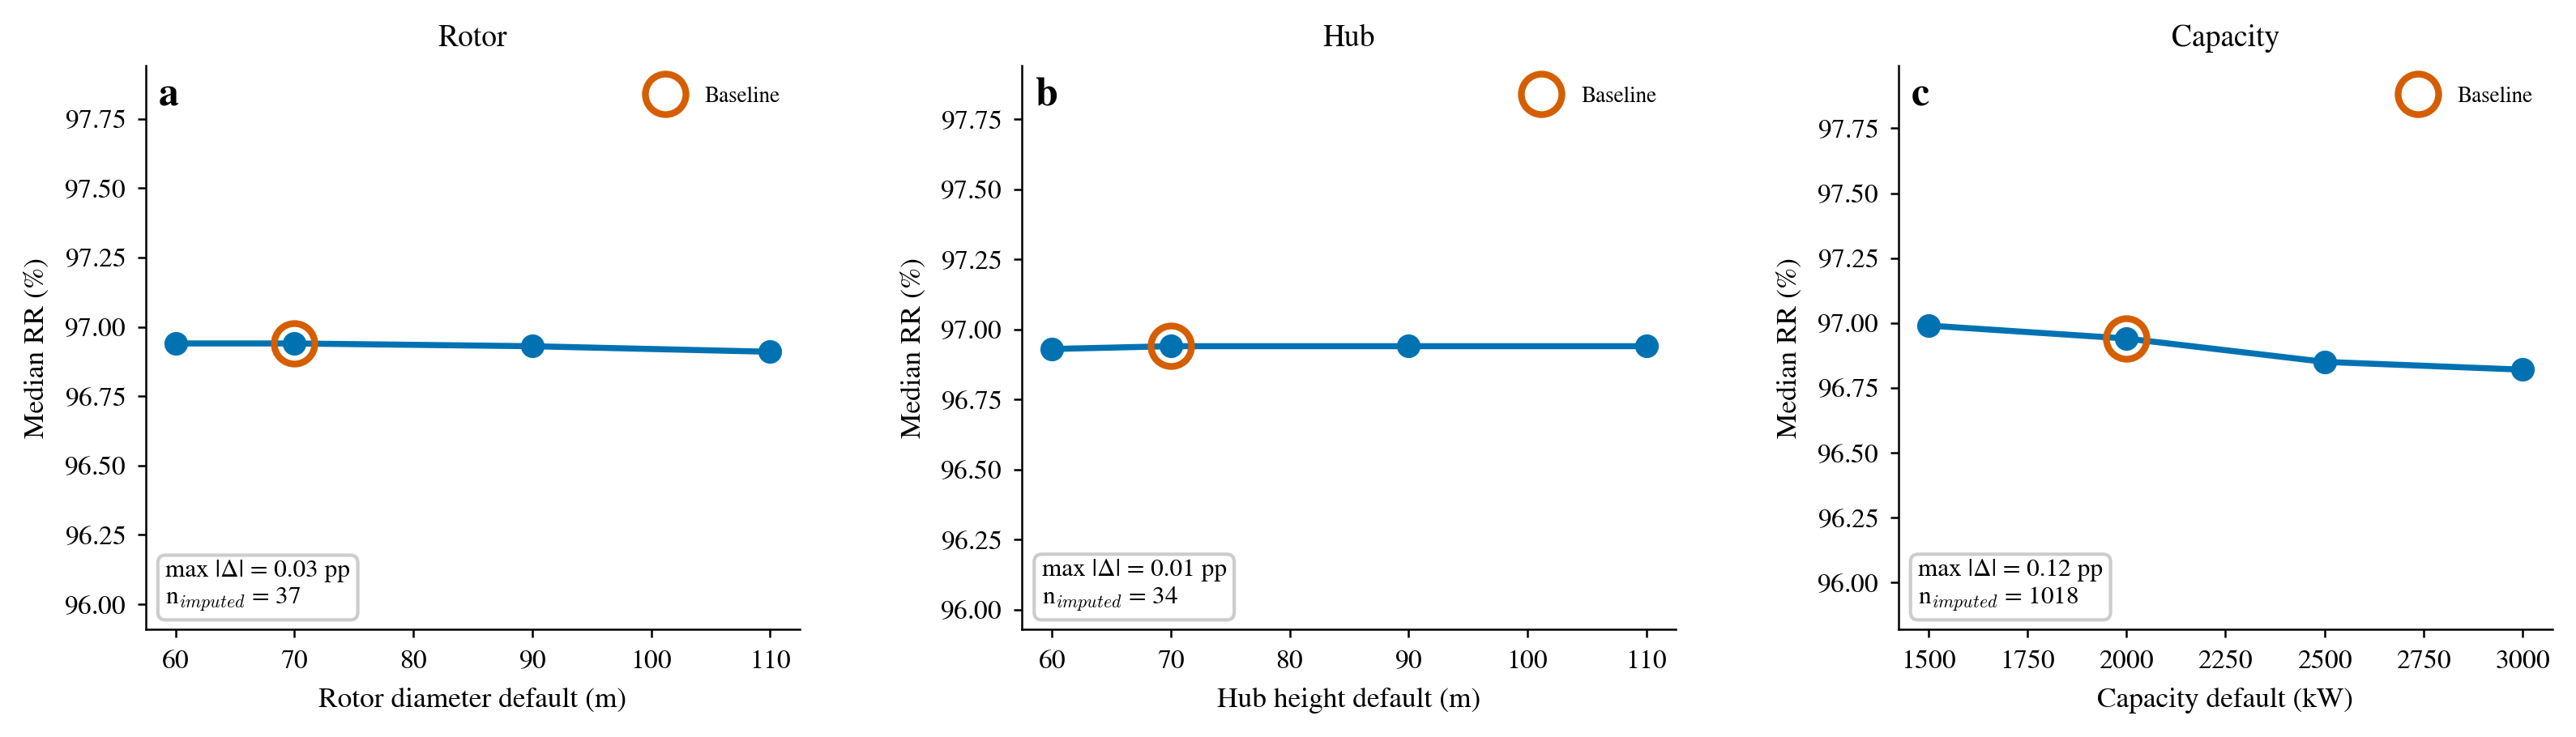 Rotor
a
Baseline
97.75
97.50
97.25
97.00
96.75
96.50
96.25
96.00
Median RR (%)
max |Δ| = 0.03 pp
n_imputed = 37
60 70 80 90 100 110
Rotor diameter default (m)
Hub
b
Baseline
97.75
97.50
97.25
97.00
96.75
96.50
96.25
96.00
Median RR (%)
max |Δ| = 0.01 pp
n_imputed = 34
60 70 80 90 100 110
Hub height default (m)
Capacity
c
Baseline
97.75
97.50
97.25
97.00
96.75
96.50
96.25
96.00
Median RR (%)
max |Δ| = 0.12 pp
n_imputed = 1018
1500 1750 2000 2250 2500 2750 3000
Capacity default (kW)